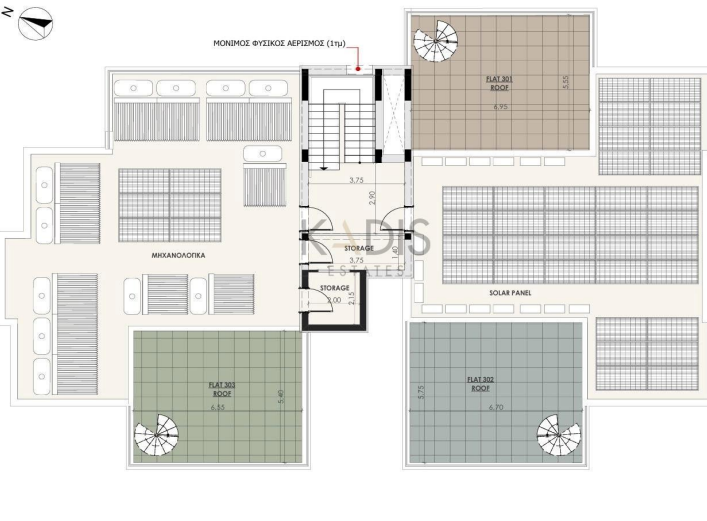 N
ΜΟΝΙΜΟΣ ΦΥΣΙΚΟΣ ΑΕΡΙΣΜΟΣ (1τμ)
FLAT 301
ROOF
5.55
6.95
3.75
2.90
KADIS
ESTATES
STORAGE
3.75
1.40
ΜΗΧΑΝΟΛΟΓΙΚΑ
STORAGE
2.00
2.15
SOLAR PANEL
FLAT 303
ROOF
6.55
5.40
FLAT 302
ROOF
5.75
6.70